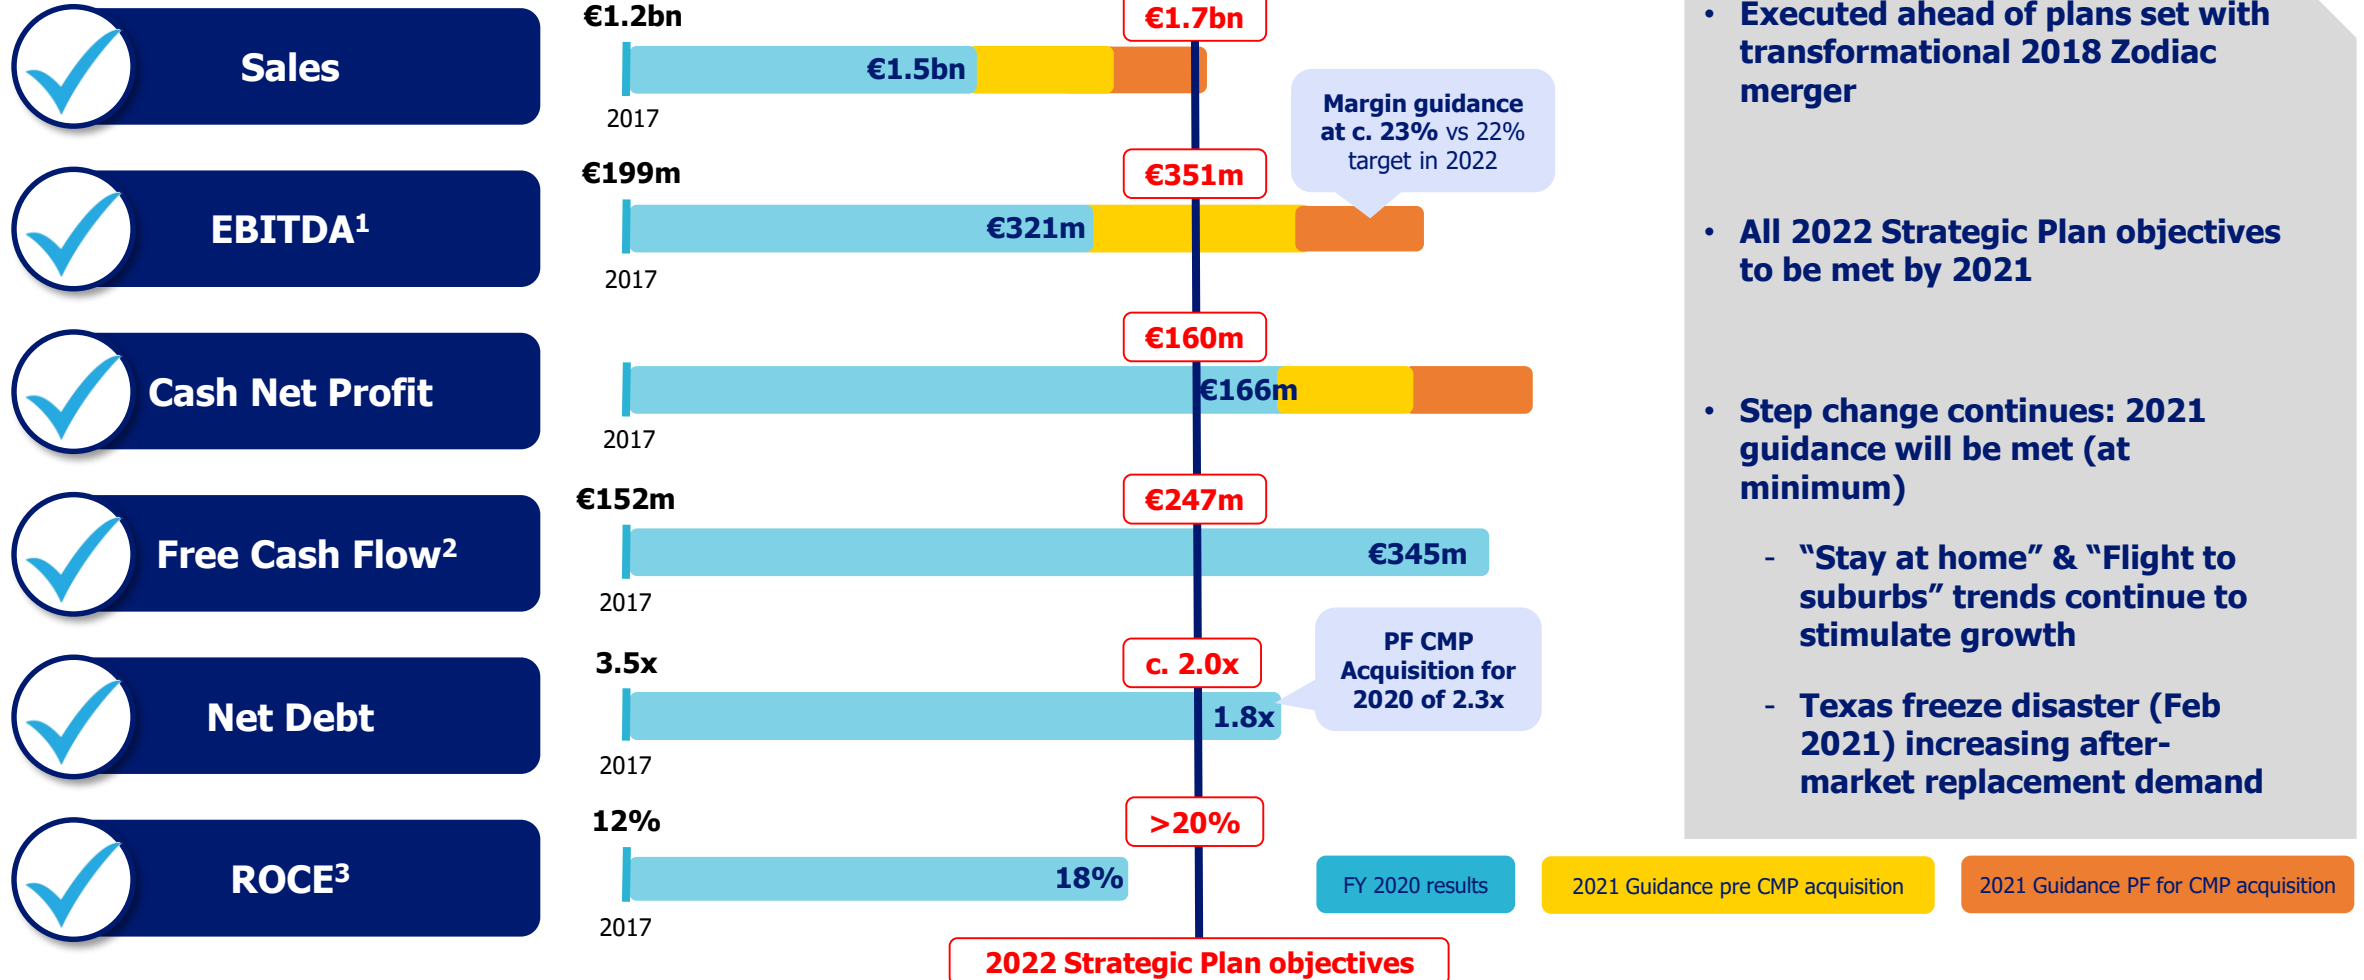 Sales
€1.2bn
€1.7bn
€1.5bn
2017
Margin guidance
at c. 23% vs 22%
target in 2022
EBITDA¹
€199m
€351m
€321m
2017
Cash Net Profit
€160m
€166m
2017
Free Cash Flow²
€152m
€247m
€345m
2017
Net Debt
3.5x
c. 2.0x
1.8x
2017
PF CMP
Acquisition for
2020 of 2.3x
ROCE³
12%
>20%
18%
2017
2022 Strategic Plan objectives
• Executed ahead of plans set with
transformational 2018 Zodiac
merger
• All 2022 Strategic Plan objectives
to be met by 2021
• Step change continues: 2021
guidance will be met (at
minimum)
- “Stay at home” & “Flight to
suburbs” trends continue to
stimulate growth
- Texas freeze disaster (Feb
2021) increasing after-
market replacement demand
FY 2020 results
2021 Guidance pre CMP acquisition
2021 Guidance PF for CMP acquisition